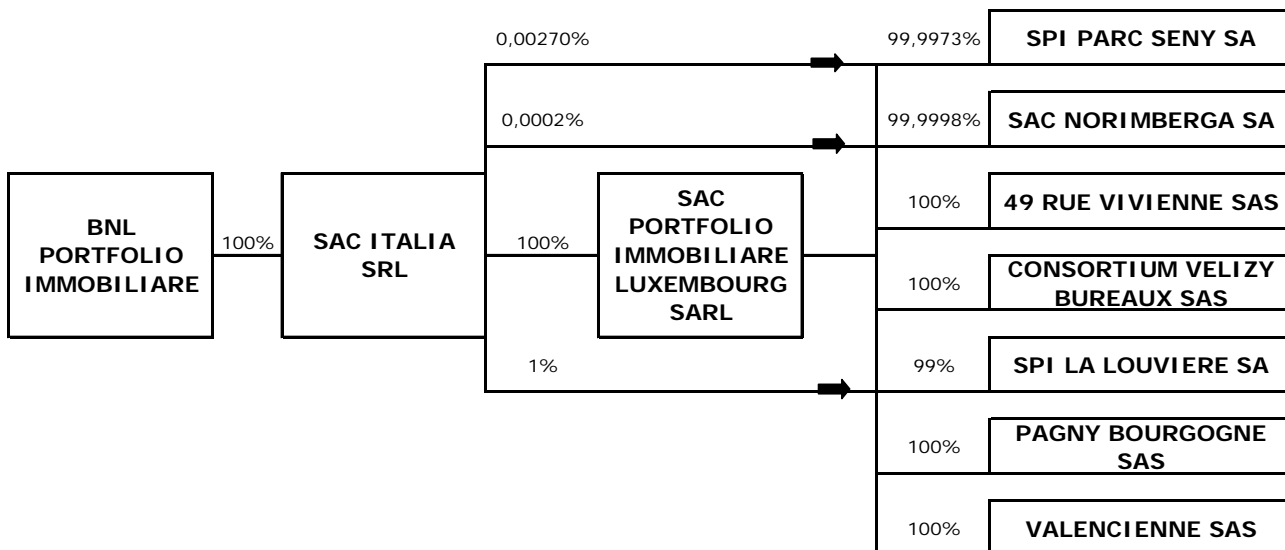 0,00270%
99,9973%
SPI PARC SENY SA
0,0002%
99,9998%
SAC NORIMBERGA SA
BNL
PORTFOLIO
IMMOBILIARE
100%
SAC ITALIA
SRL
100%
SAC
PORTFOLIO
IMMOBILIARE
LUXEMBOURG
SARL
100%
49 RUE VIVIENNE SAS
100%
CONSORTIUM VELIZY
BUREAUX SAS
1%
99%
SPI LA LOUVIERE SA
100%
PAGNY BOURGOGNE
SAS
100%
VALENCIENNE SAS